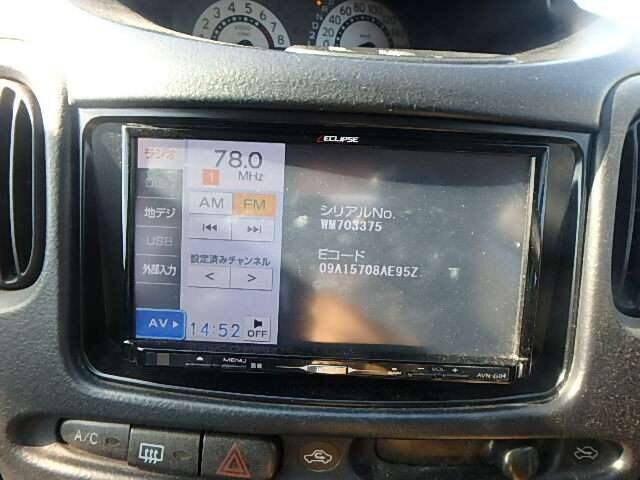 ECLIPSE
ラジオ
DISC
地デジ
USB
外部入力
AV
78.0
1
MHz
AM FM
設定済みチャンネル
< >
14:52
OFF
シリアルNo.
WM703375
Eコード
09A15708AE95Z
MENU
VOL
A/C